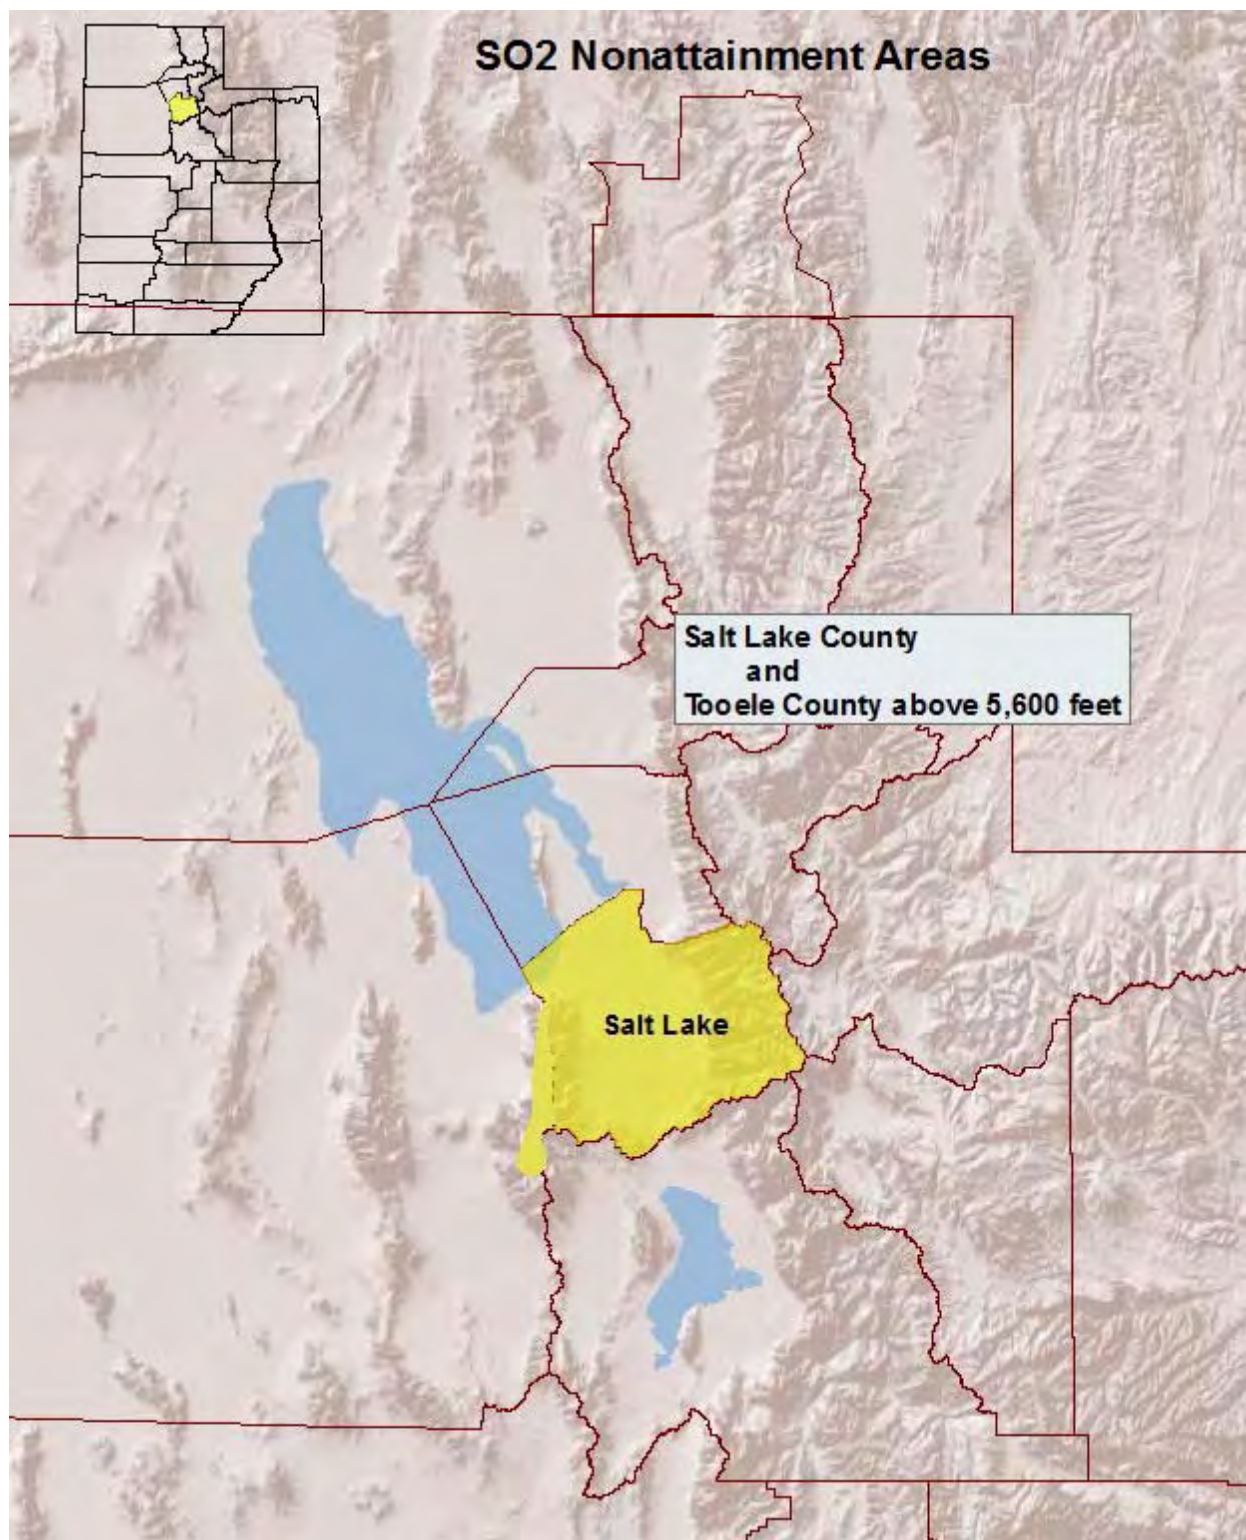 SO2 Nonattainment Areas
Salt Lake County
and
Tooele County above 5,600 feet
Salt Lake